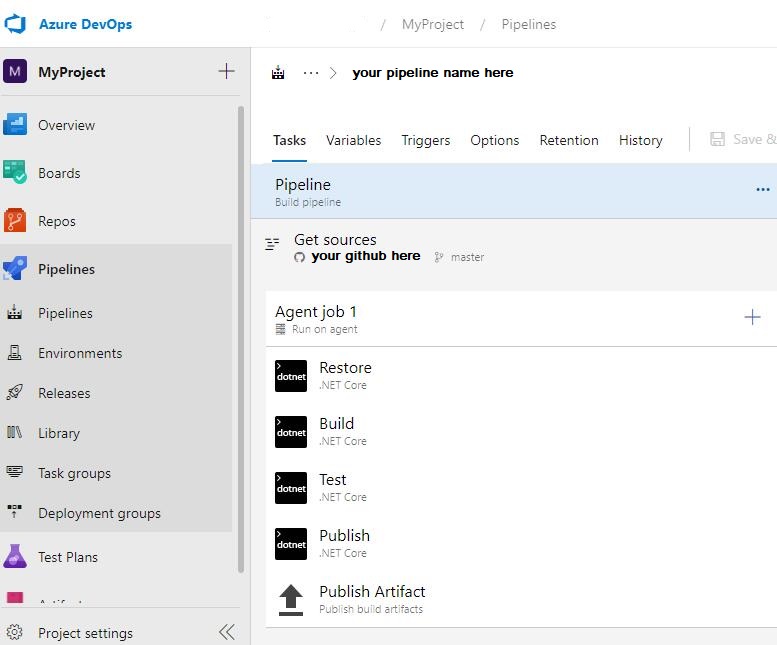 Azure DevOps
/ MyProject / Pipelines
M MyProject
your pipeline name here
Overview
Boards
Repos
Pipelines
Pipelines
Environments
Releases
Library
Task groups
Deployment groups
Test Plans
Project settings
Tasks Variables Triggers Options Retention History Save &
Pipeline
Build pipeline
Get sources
your github here master
Agent job 1
Run on agent
dotnet
Restore
.NET Core
dotnet
Build
.NET Core
dotnet
Test
.NET Core
dotnet
Publish
.NET Core
Publish Artifact
Publish build artifacts